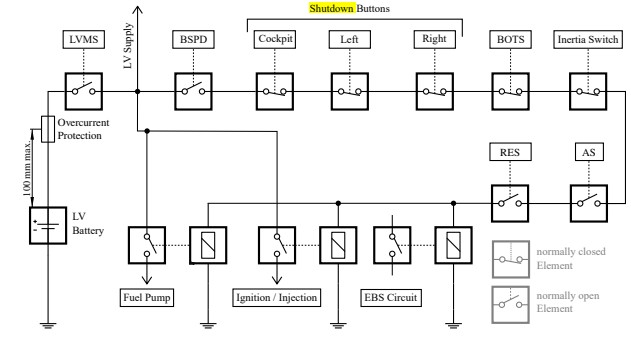 Shutdown Buttons
LVMS
BSPD
Cockpit
Left
Right
BOTS
Inertia Switch
LV Supply
Overcurrent
Protection
100 mm max.
RES
AS
LV
Battery
+
-
normally closed
Element
normally open
Element
Fuel Pump
Ignition / Injection
EBS Circuit